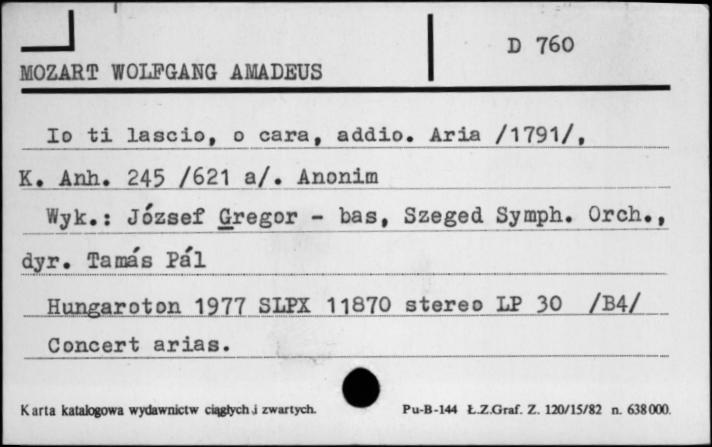 D 760
MOZART WOLFGANG AMADEUS
Io ti lascio, o cara, addio. Aria /1791/,
K. Anh. 245 /621 a/. Anonim
Wyk.: József Gregor - bas, Szeged Symph. Orch.,
dyr. Tamás Pál
Hungaroton 1977 SLPX 11870 stereo LP 30 /B4/
Concert arias.
Karta katalogowa wydawnictw ciągłych i zwartych. Pu-B-144 Ł.Z.Graf. Z. 120/15/82 n. 638000.